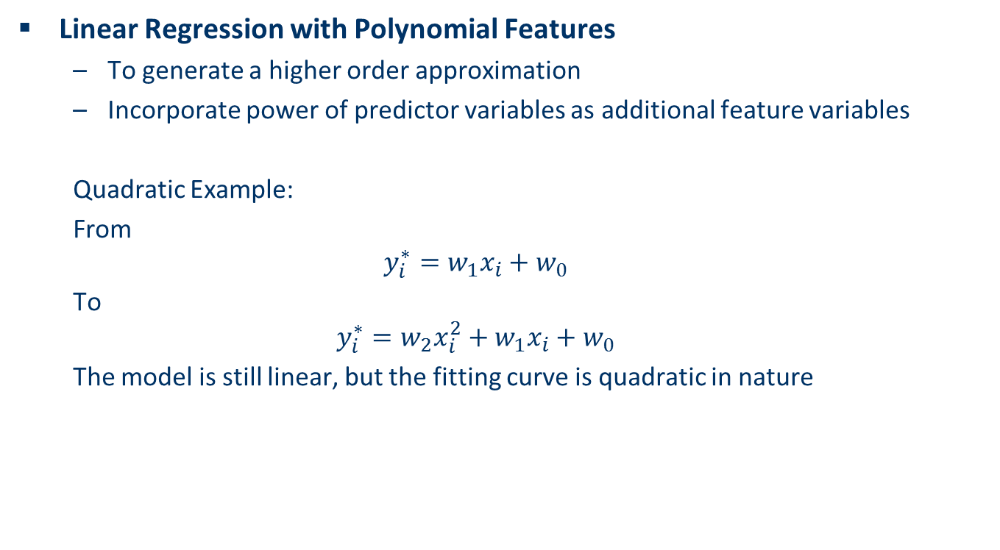 ▪ Linear Regression with Polynomial Features
– To generate a higher order approximation
– Incorporate power of predictor variables as additional feature variables
Quadratic Example:
From
$y_i^* = w_1 x_i + w_0$
To
$y_i^* = w_2 x_i^2 + w_1 x_i + w_0$
The model is still linear, but the fitting curve is quadratic in nature